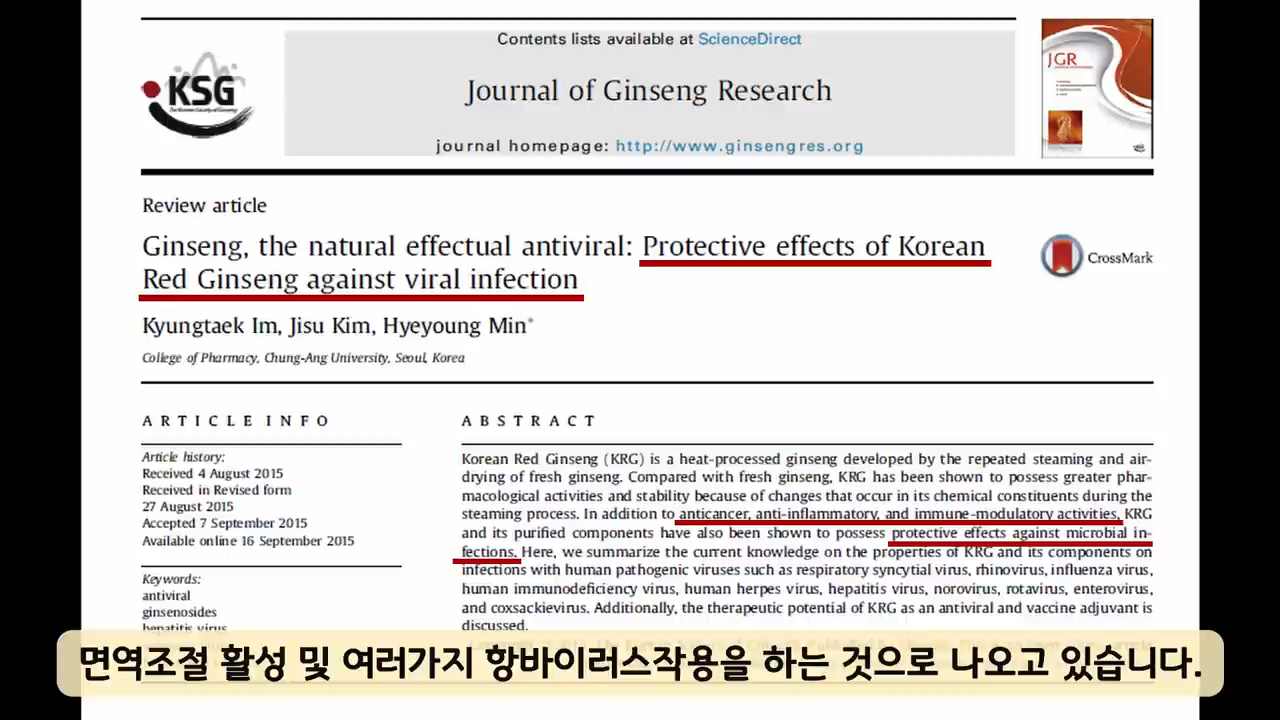 Contents lists available at ScienceDirect
KSG
Journal of Ginseng Research
JGR
journal homepage: http://www.ginsengres.org
Review article
Ginseng, the natural effectual antiviral: Protective effects of Korean
Red Ginseng against viral infection
CrossMark
Kyungtaek Im, Jisu Kim, Hyeyoung Min*
College of Pharmacy, Chung-Ang University, Seoul, Korea
ARTICLE INFO
Article history:
Received 4 August 2015
Received in Revised form
27 August 2015
Accepted 7 September 2015
Available online 16 September 2015
Keywords:
antiviral
ginsenosides
hepatitis virus
ABSTRACT
Korean Red Ginseng (KRG) is a heat-processed ginseng developed by the repeated steaming and air-
drying of fresh ginseng. Compared with fresh ginseng, KRG has been shown to possess greater phar-
macological activities and stability because of changes that occur in its chemical constituents during the
steaming process. In addition to anticancer, anti-inflammatory, and immune-modulatory activities, KRG
and its purified components have also been shown to possess protective effects against microbial in-
fections. Here, we summarize the current knowledge on the properties of KRG and its components on
infections with human pathogenic viruses such as respiratory syncytial virus, rhinovirus, influenza virus,
human immunodeficiency virus, human herpes virus, hepatitis virus, norovirus, rotavirus, enterovirus,
and coxsackievirus. Additionally, the therapeutic potential of KRG as an antiviral and vaccine adjuvant is
discussed.
면역조절 활성 및 여러가지 항바이러스작용을 하는 것으로 나오고 있습니다.